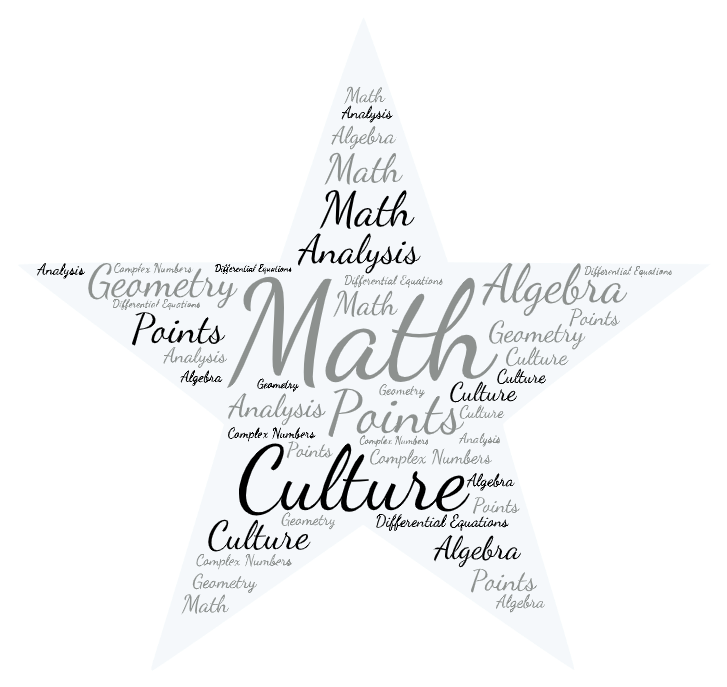 Math
Analysis
Algebra
Math
Math
Analysis
Analysis
Complex Numbers
Differential Equations
Differential Equations
Geometry
Differential Equations
Algebra
Differential Equations
Math
Math
Points
Points
Geometry
Analysis
Culture
Algebra
Geometry
Culture
Geometry
Culture
Analysis
Points
Culture
Complex Numbers
Complex Numbers
Analysis
Points
Complex Numbers
Culture
Algebra
Points
Geometry
Differential Equations
Culture
Algebra
Complex Numbers
Geometry
Points
Math
Algebra